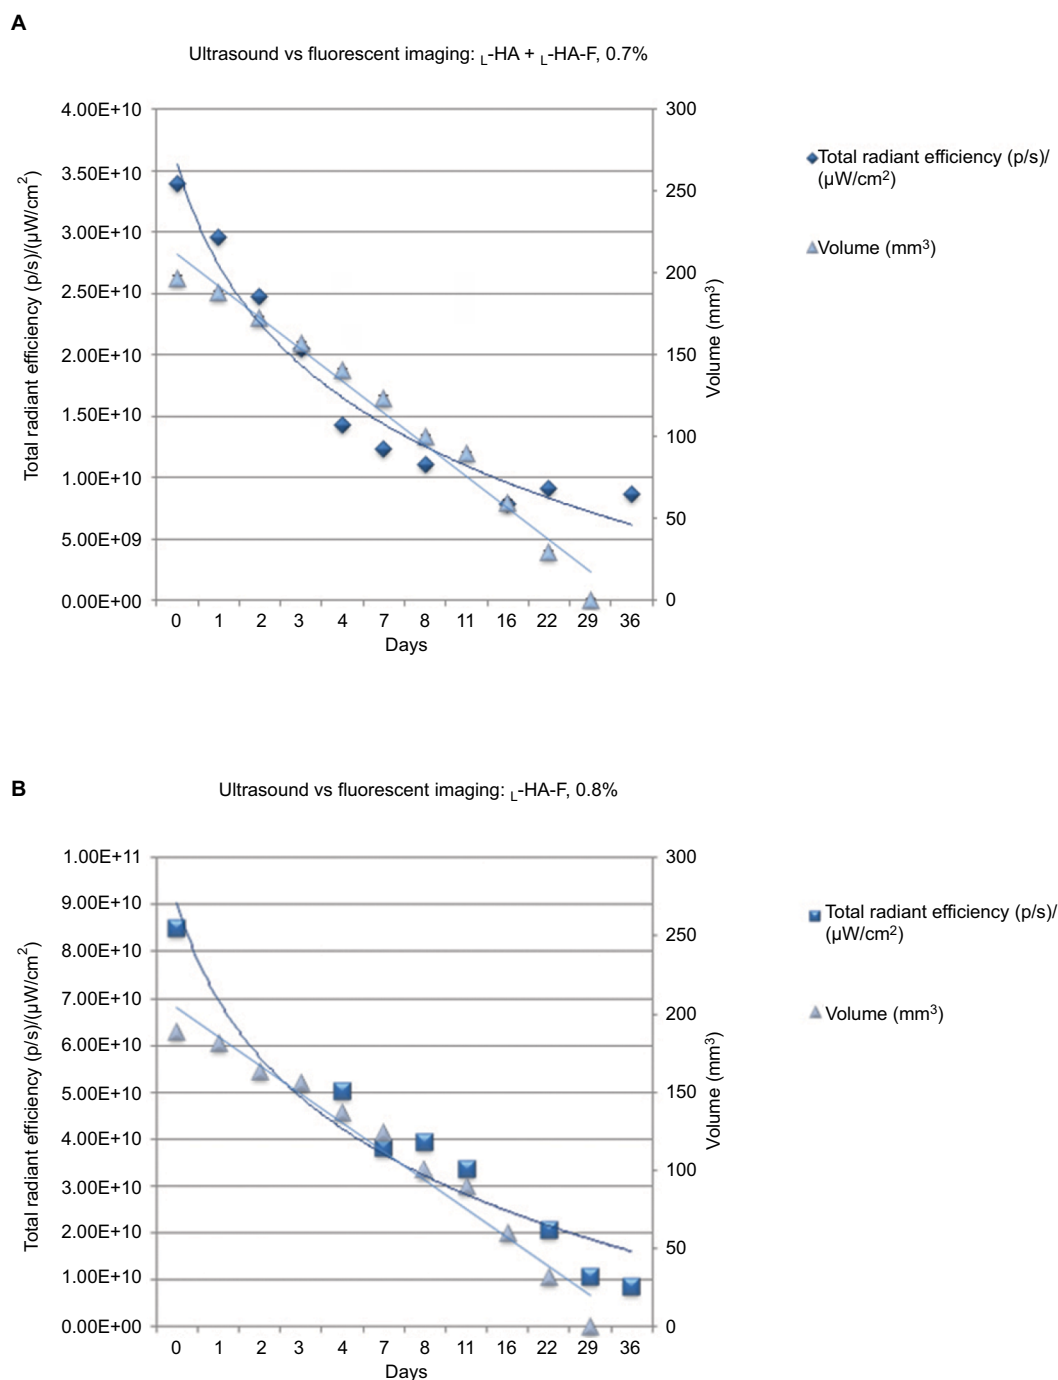 A
Ultrasound vs fluorescent imaging: L-HA + L-HA-F, 0.7%
Total radiant efficiency (p/s)/(µW/cm2)
4.00E+10
3.50E+10
3.00E+10
2.50E+10
2.00E+10
1.50E+10
1.00E+10
5.00E+09
0.00E+00
300
250
200
150
100
50
0
Volume (mm3)
0 1 2 3 4 7 8 11 16 22 29 36
Days
Total radiant efficiency (p/s)/
(µW/cm2)
Volume (mm3)
B
Ultrasound vs fluorescent imaging: L-HA-F, 0.8%
Total radiant efficiency (p/s)/(µW/cm2)
1.00E+11
9.00E+10
8.00E+10
7.00E+10
6.00E+10
5.00E+10
4.00E+10
3.00E+10
2.00E+10
1.00E+10
0.00E+00
300
250
200
150
100
50
0
Volume (mm3)
0 1 2 3 4 7 8 11 16 22 29 36
Days
Total radiant efficiency (p/s)/
(µW/cm2)
Volume (mm3)